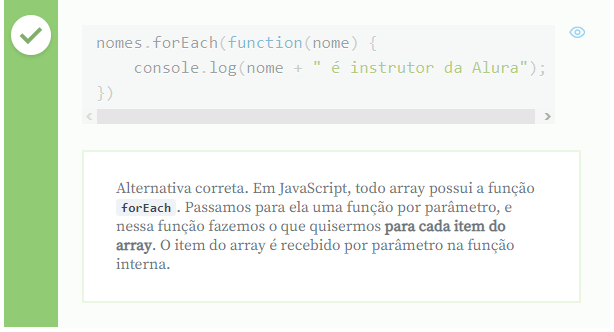 nomes.forEach(function(nome) {
    console.log(nome + " é instrutor da Alura");
})
Alternativa correta. Em JavaScript, todo array possui a função
forEach. Passamos para ela uma função por parâmetro, e
nessa função fazemos o que quisermos para cada item do
array. O item do array é recebido por parâmetro na função
interna.